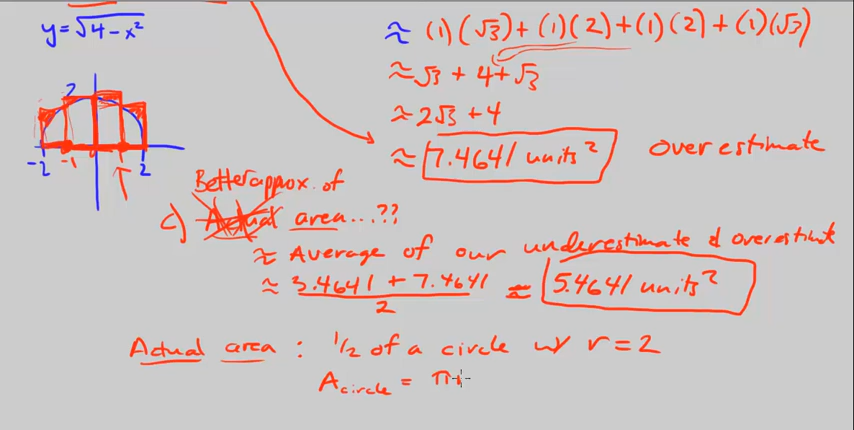 y = √4 - x²
≈ (1)(√3) + (1)(2) + (1)(2) + (1)(√3)
≈ √3 + 4 + √3
≈ 2√3 + 4
≈ 7.4641 units² overestimate
2
-2 -1 2
Better approx. of
c) Actual area...??
≈ Average of our underestimate & overestimate
≈ 3.4641 + 7.4641 ≈ 5.4641 units²
2
Actual area : 1/2 of a circle w/ r = 2
A circle = π